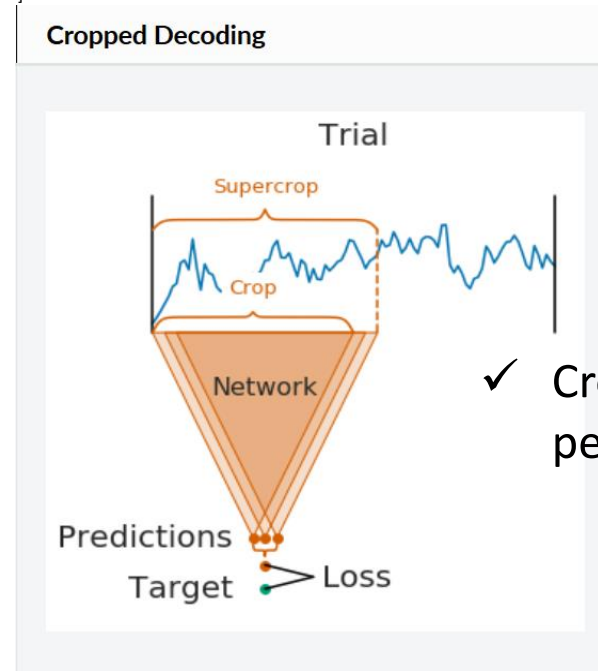 Cropped Decoding
Trial
Supercrop
Crop
Network
✓ Cr
pe
Predictions
Target
Loss